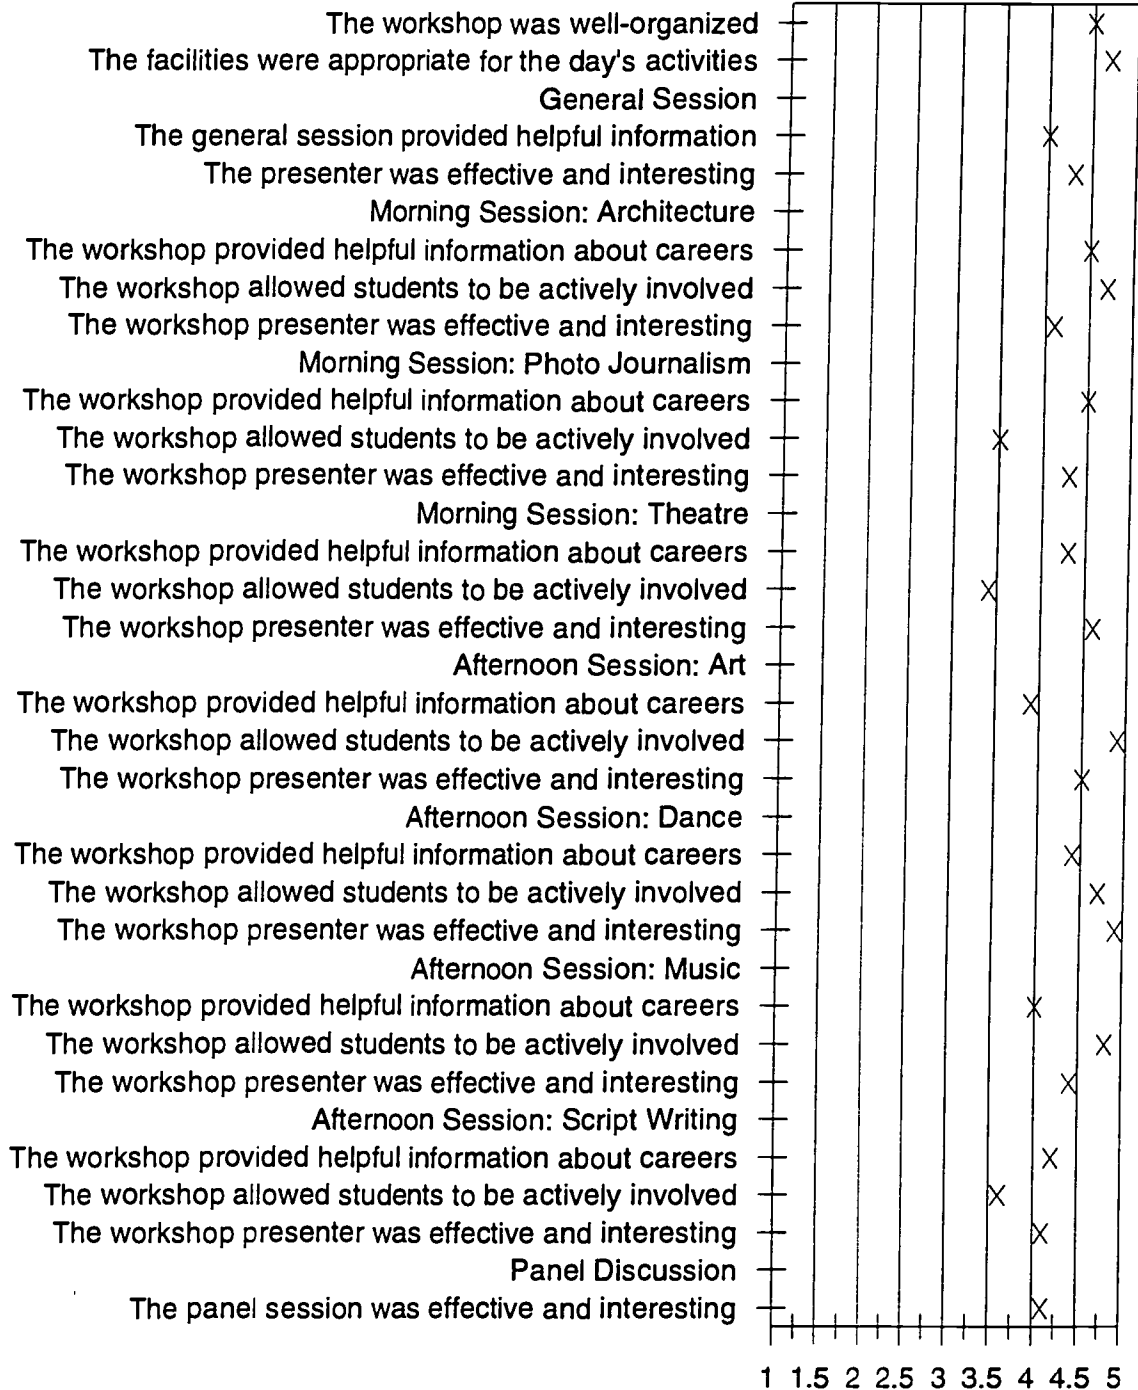 The workshop was well-organized
The facilities were appropriate for the day's activities
General Session
The general session provided helpful information
The presenter was effective and interesting
Morning Session: Architecture
The workshop provided helpful information about careers
The workshop allowed students to be actively involved
The workshop presenter was effective and interesting
Morning Session: Photo Journalism
The workshop provided helpful information about careers
The workshop allowed students to be actively involved
The workshop presenter was effective and interesting
Morning Session: Theatre
The workshop provided helpful information about careers
The workshop allowed students to be actively involved
The workshop presenter was effective and interesting
Afternoon Session: Art
The workshop provided helpful information about careers
The workshop allowed students to be actively involved
The workshop presenter was effective and interesting
Afternoon Session: Dance
The workshop provided helpful information about careers
The workshop allowed students to be actively involved
The workshop presenter was effective and interesting
Afternoon Session: Music
The workshop provided helpful information about careers
The workshop allowed students to be actively involved
The workshop presenter was effective and interesting
Afternoon Session: Script Writing
The workshop provided helpful information about careers
The workshop allowed students to be actively involved
The workshop presenter was effective and interesting
Panel Discussion
The panel session was effective and interesting
1 1.5 2 2.5 3 3.5 4 4.5 5